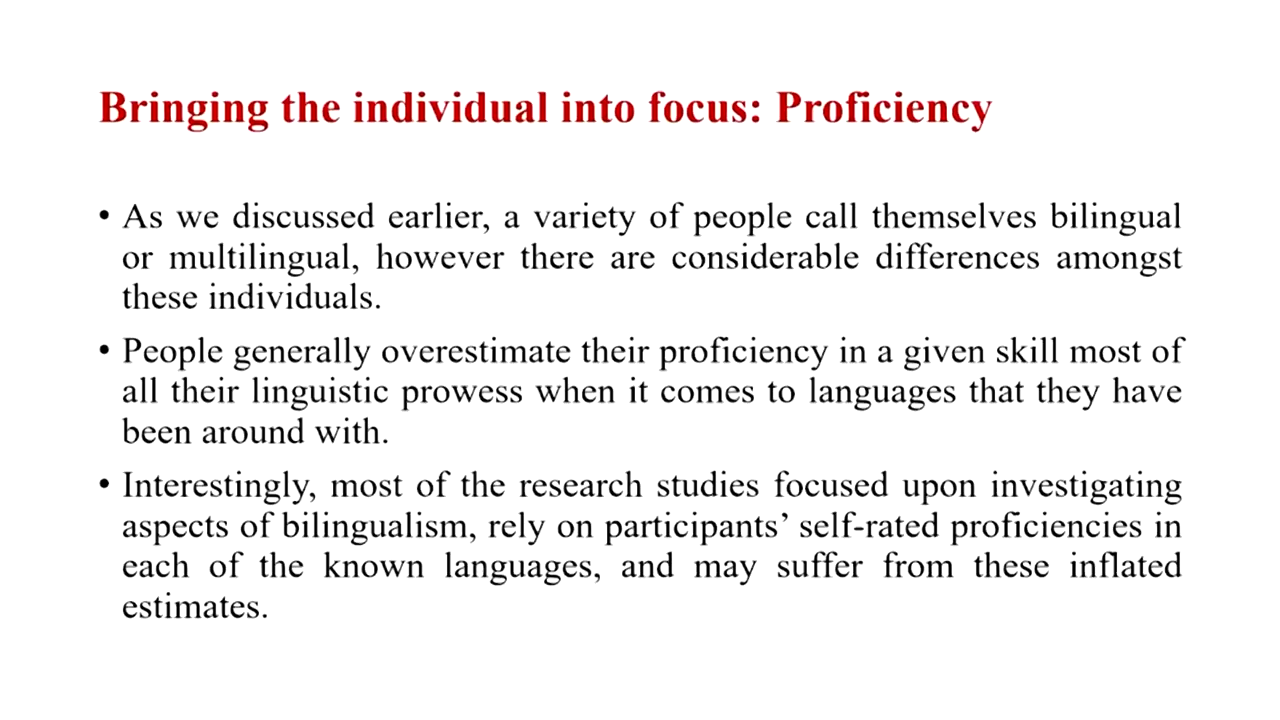 Bringing the individual into focus: Proficiency
• As we discussed earlier, a variety of people call themselves bilingual
or multilingual, however there are considerable differences amongst
these individuals.
• People generally overestimate their proficiency in a given skill most of
all their linguistic prowess when it comes to languages that they have
been around with.
• Interestingly, most of the research studies focused upon investigating
aspects of bilingualism, rely on participants’ self-rated proficiencies in
each of the known languages, and may suffer from these inflated
estimates.